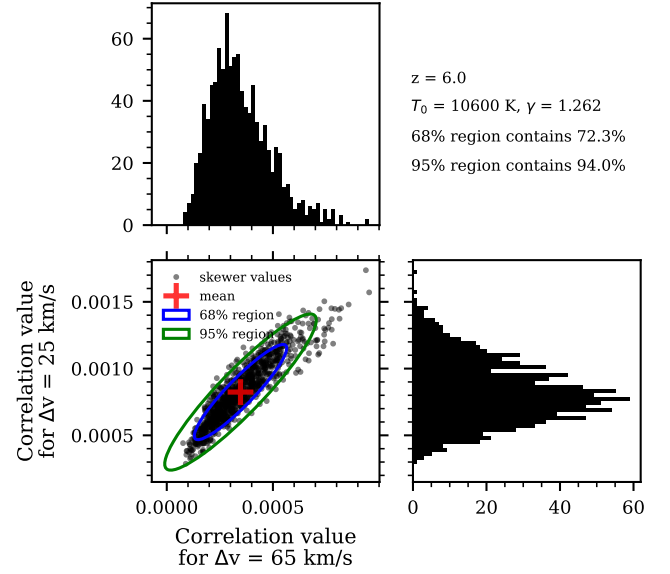 60
40
20
0
z = 6.0
T₀ = 10600 K, γ = 1.262
68% region contains 72.3%
95% region contains 94.0%
Correlation value
for Δv = 25 km/s
0.0015
0.0010
0.0005
skewer values
mean
68% region
95% region
0.0000 0.0005
Correlation value
for Δv = 65 km/s
0 20 40 60